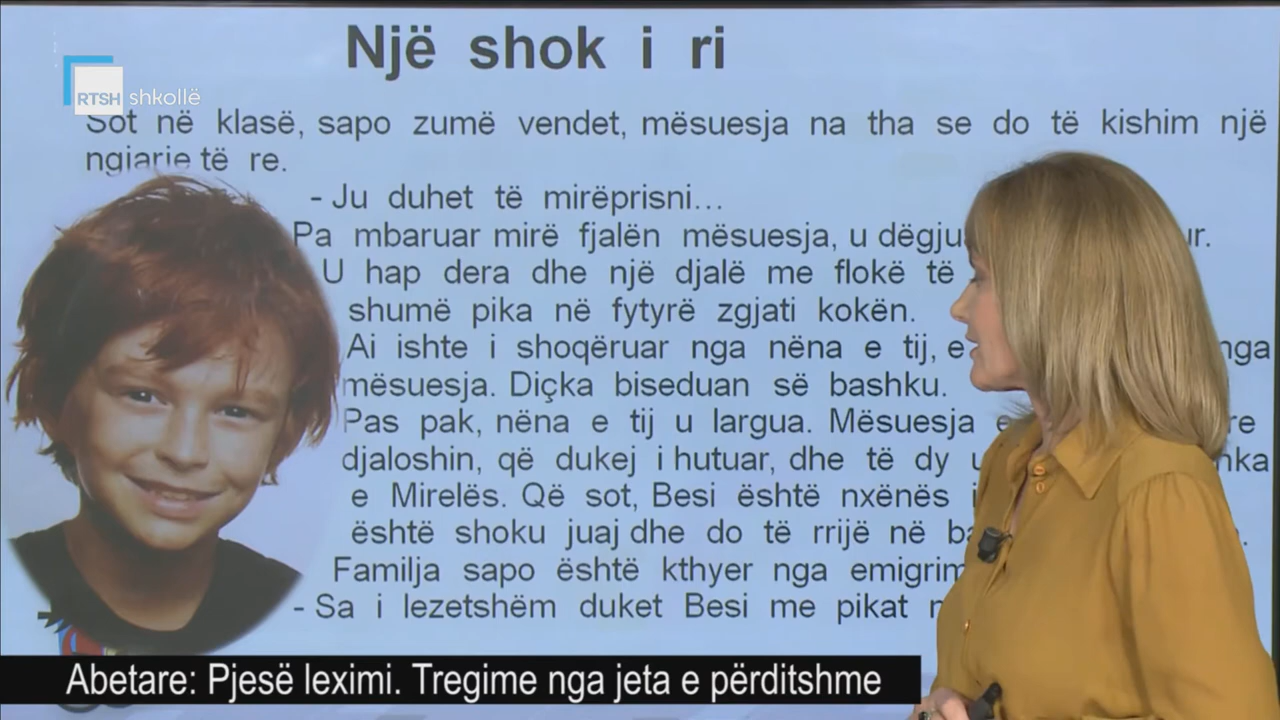 Një shok i ri
RTSH shkollë
Sot në klasë, sapo zumë vendet, mësuesja na tha se do të kishim një
ngjarje të re.
- Ju duhet të mirëprisni...
Pa mbaruar mirë fjalën mësuesja, u
U hap dera dhe një djalë me flokë të
shumë pika në fytyrë zgjati kokën.
Ai ishte i shoqëruar nga nëna e tij, nga
mësuesja. Diçka biseduan së bashku.
Pas pak, nëna e tij u largua. Mësuesja
djaloshin, që dukej i hutuar, dhe të dy
e Mirelës. Që sot, Besi është nxënës
është shoku juaj dhe do të rrijë në
Familja sapo është kthyer nga
- Sa i lezetshëm duket Besi me pikat
Abetare: Pjesë leximi. Tregime nga jeta e përditshme